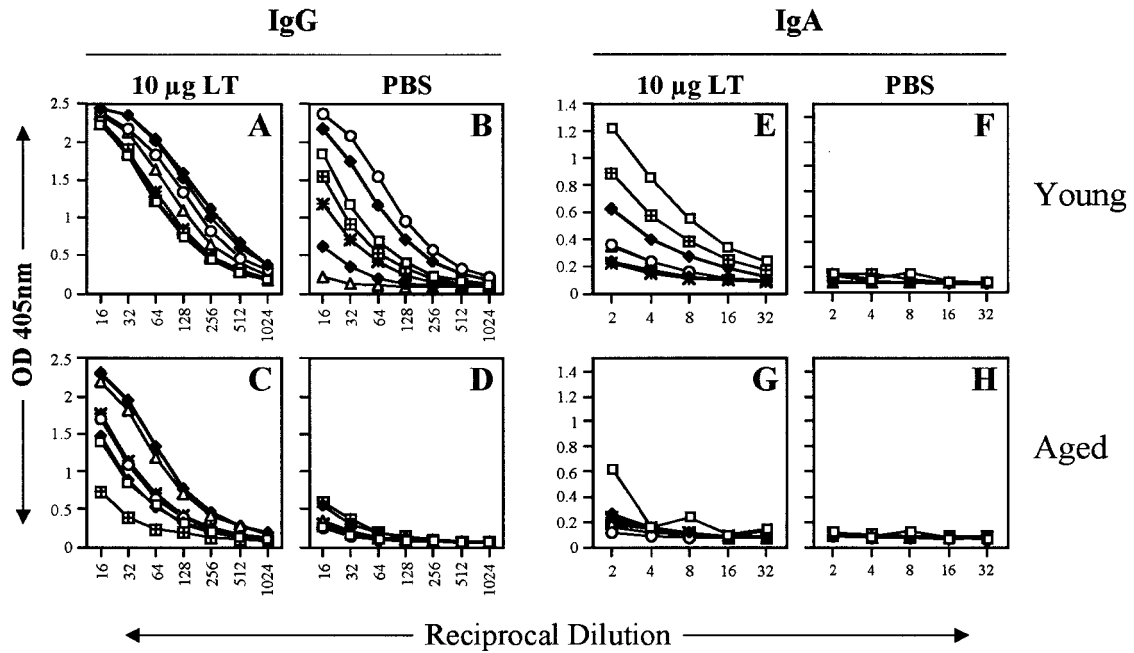 IgG IgA
10 µg LT PBS 10 µg LT PBS
2.5 2 1.5 1 0.5 0 A B
16 32 64 128 256 512 1024 16 32 64 128 256 512 1024
1.4 1.2 1 0.8 0.6 0.4 0.2 0 E F
2 4 8 16 32 2 4 8 16 32
Young
OD 405nm
2.5 2 1.5 1 0.5 0 C D
16 32 64 128 256 512 1024 16 32 64 128 256 512 1024
1.4 1.2 1 0.8 0.6 0.4 0.2 0 G H
2 4 8 16 32 2 4 8 16 32
Aged
Reciprocal Dilution